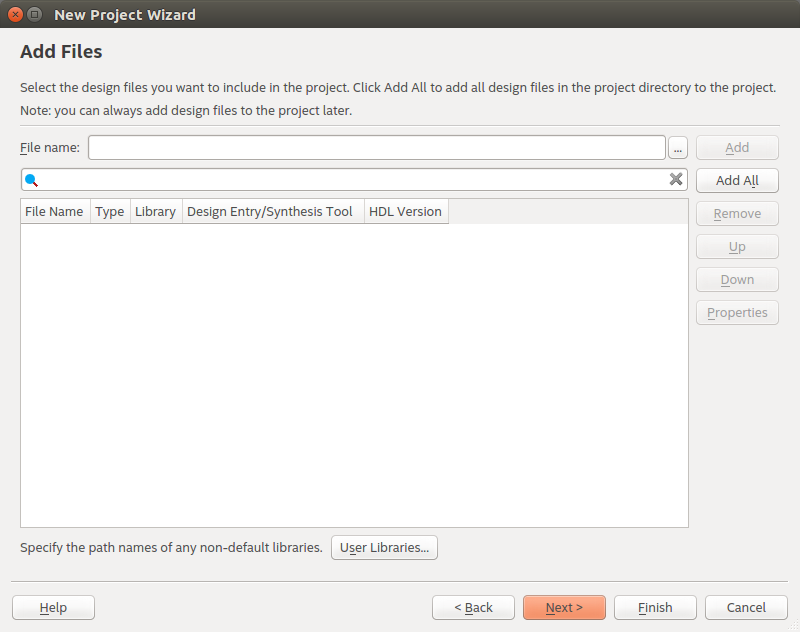 New Project Wizard
Add Files
Select the design files you want to include in the project. Click Add All to add all design files in the project directory to the project.
Note: you can always add design files to the project later.
File name: ... Add
Add All
File Name Type Library Design Entry/Synthesis Tool HDL Version
Remove
Up
Down
Properties
Specify the path names of any non-default libraries. User Libraries...
Help < Back Next > Finish Cancel